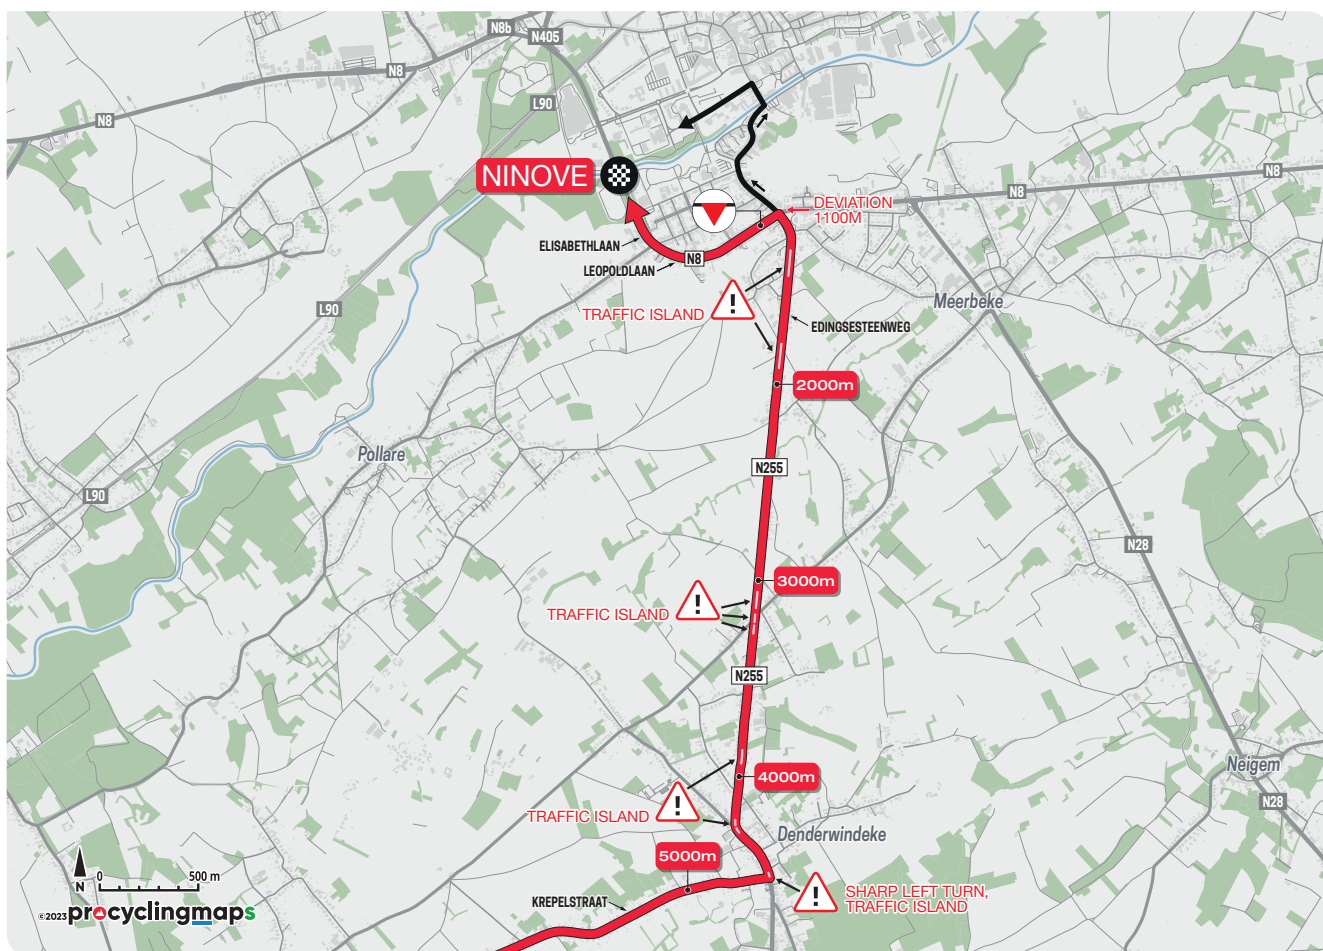 N8b
N405
N8
L90
N8
NINOVE
N8
N8
DEVIATION
1100M
ELISABETHLAAN
LEOPOLDLAAN
N8
L90
TRAFFIC ISLAND
!
Meerbeke
EDINGSESTEENWEG
2000m
Pollare
N255
L90
N28
3000m
TRAFFIC ISLAND
!
N255
Neigem
4000m
TRAFFIC ISLAND
!
N28
Denderwindeke
5000m
N
0
500 m
KREPELSTRAAT
!
SHARP LEFT TURN,
TRAFFIC ISLAND
©2023 procyclingmaps